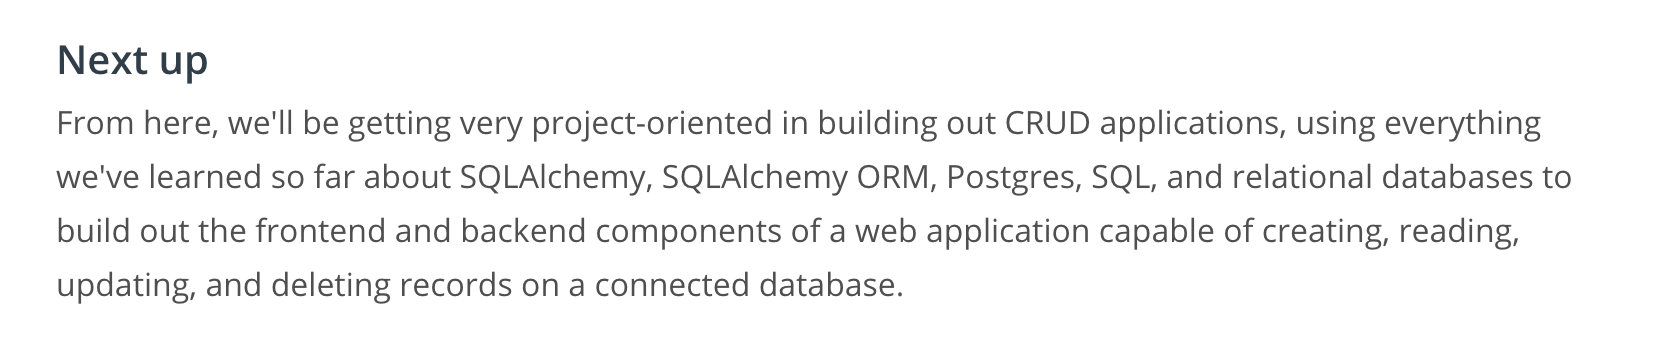 Next up
From here, we'll be getting very project-oriented in building out CRUD applications, using everything
we've learned so far about SQLAlchemy, SQLAlchemy ORM, Postgres, SQL, and relational databases to
build out the frontend and backend components of a web application capable of creating, reading,
updating, and deleting records on a connected database.